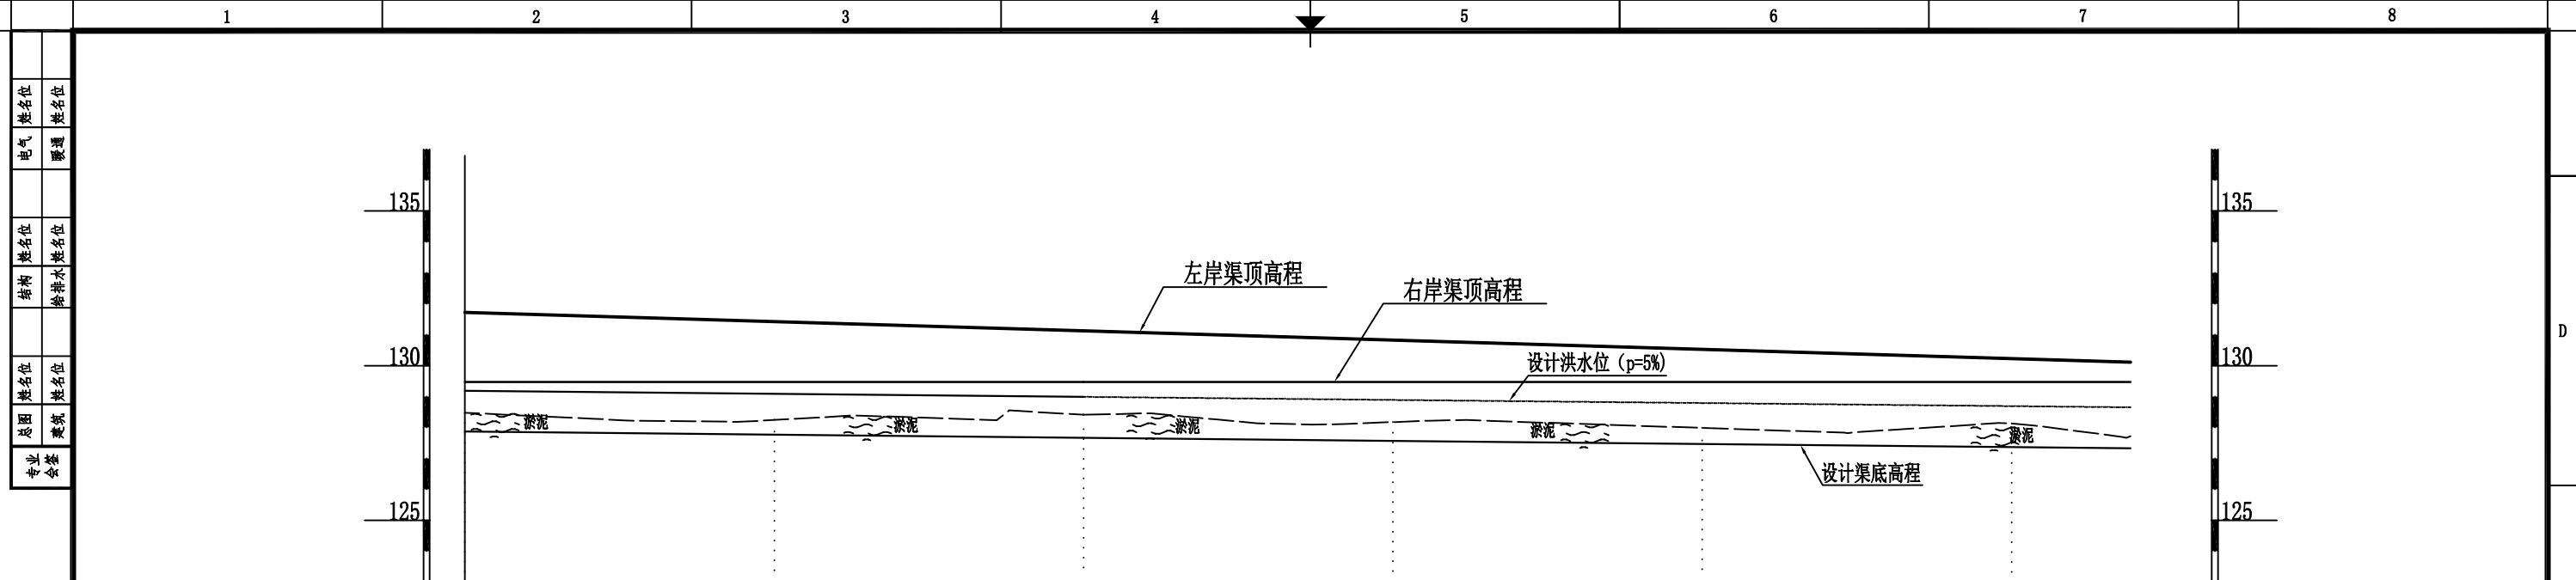 1 2 3 4 5 6 7 8
姓名位 姓名位
电气 暖通
135 135
姓名位 姓名位
结构 给排水
左岸渠顶高程
右岸渠顶高程
D
130 设计洪水位（p=5%) 130
姓名位 姓名位
总图 建筑
淤泥 淤泥 淤泥 淤泥 淤泥
专业会签
设计渠底高程
125 125